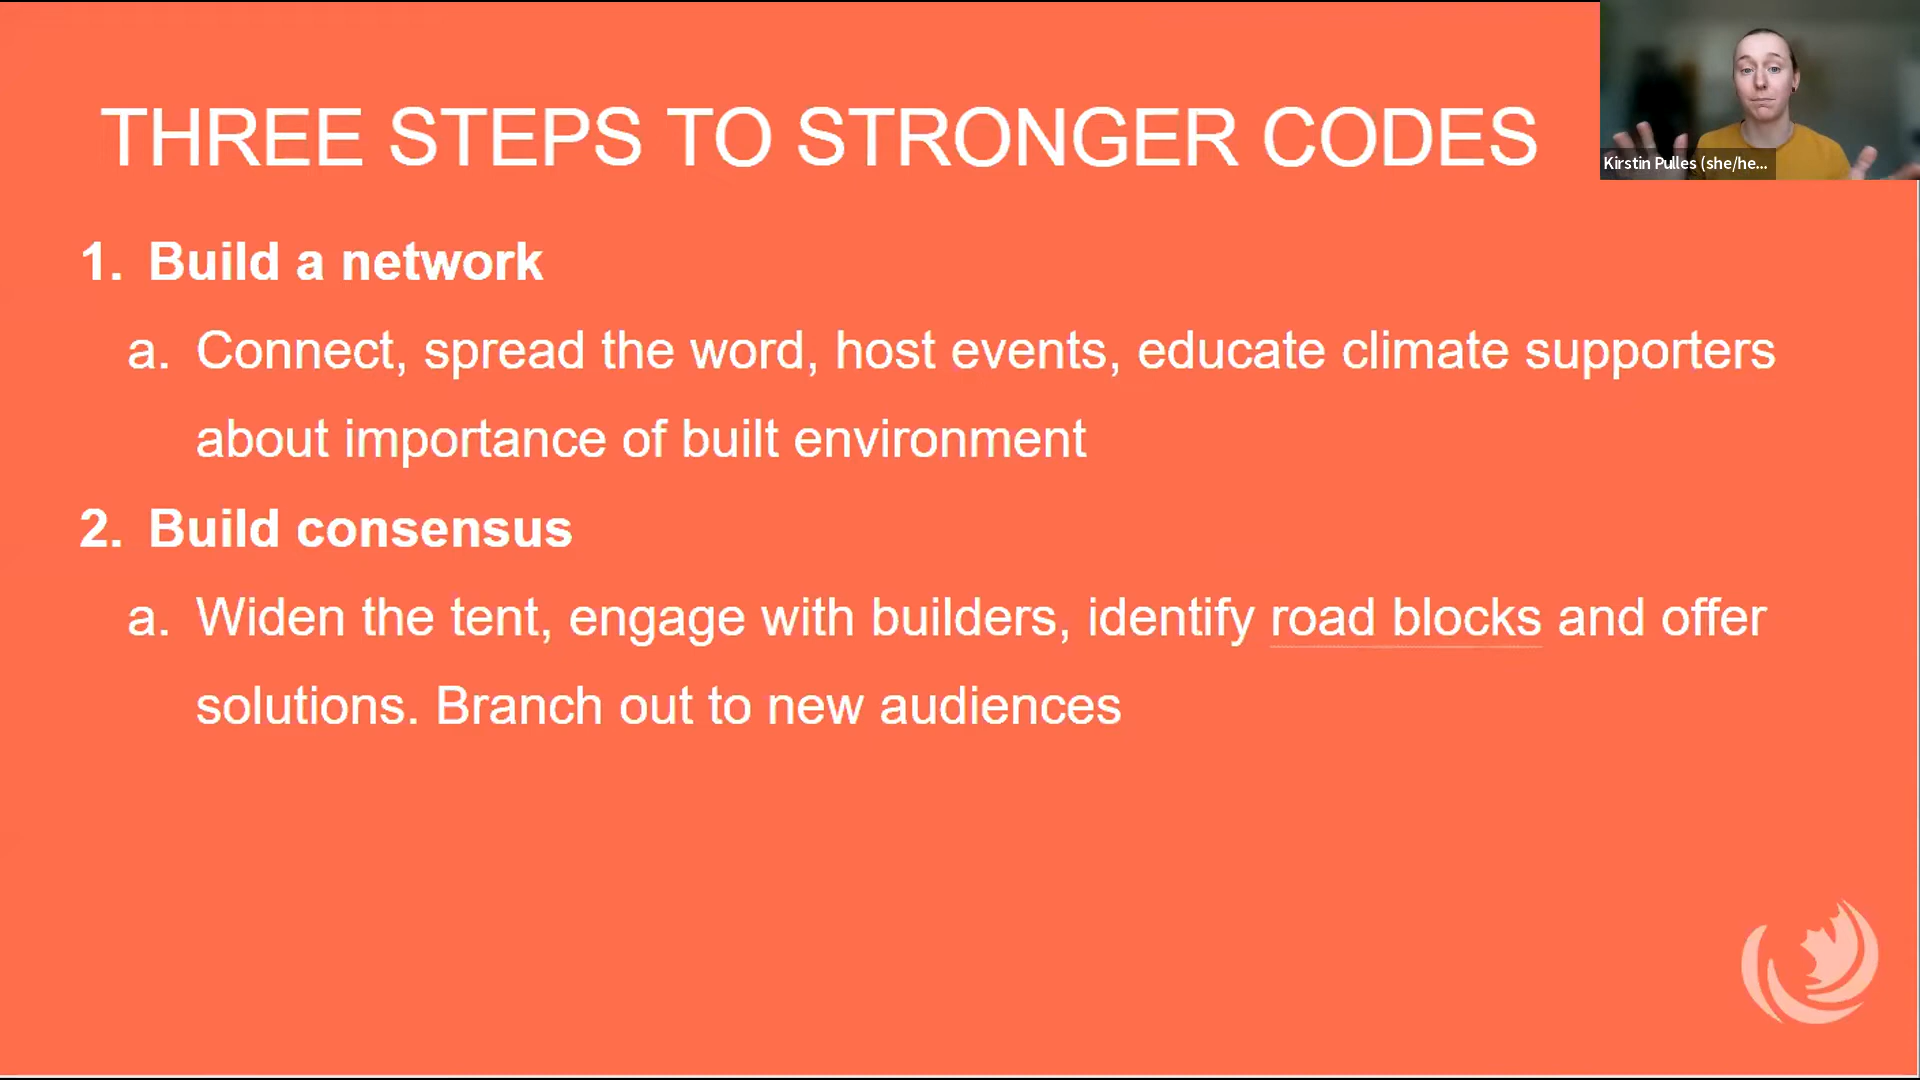 THREE STEPS TO STRONGER CODES
Kirstin Pulles (she/he...
1. Build a network
a. Connect, spread the word, host events, educate climate supporters
about importance of built environment
2. Build consensus
a. Widen the tent, engage with builders, identify road blocks and offer
solutions. Branch out to new audiences